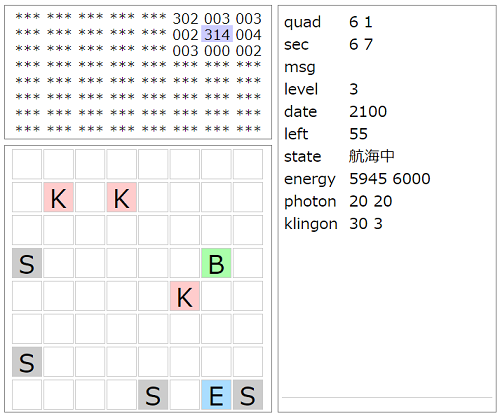 *** *** *** *** *** 302 003 003
*** *** *** *** *** 002 314 004
*** *** *** *** *** 003 000 002
*** *** *** *** *** *** *** ***
*** *** *** *** *** *** *** ***
*** *** *** *** *** *** *** ***
*** *** *** *** *** *** *** ***
*** *** *** *** *** *** *** ***
K K
S B
K
S
S E S
quad 6 1
sec 6 7
msg
level 3
date 2100
left 55
state 航海中
energy 5945 6000
photon 20 20
klingon 30 3